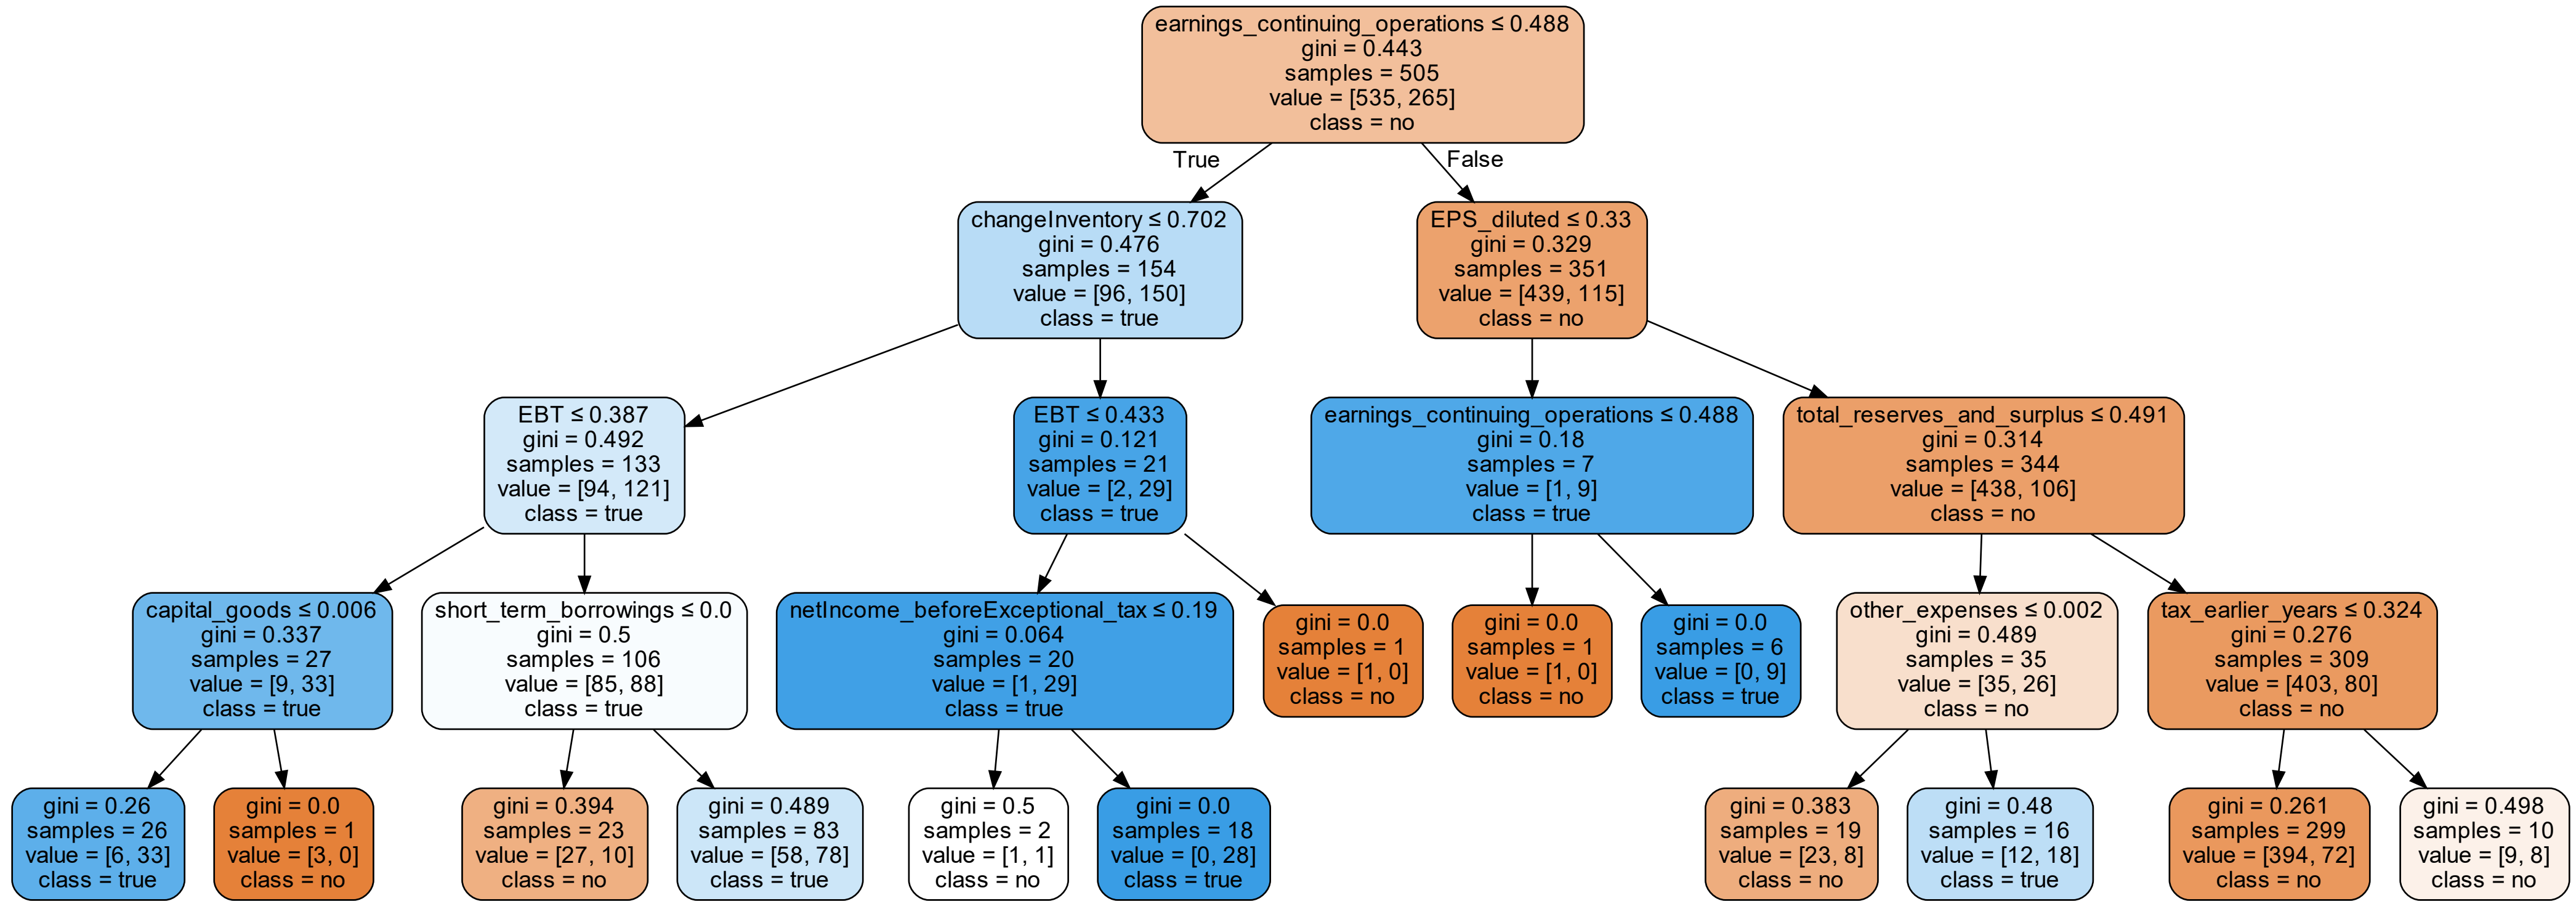 earnings_continuing_operations ≤ 0.488
gini = 0.443
samples = 505
value = [535, 265]
class = no
True
False
changeInventory ≤ 0.702
gini = 0.476
samples = 154
value = [96, 150]
class = true
EPS_diluted ≤ 0.33
gini = 0.329
samples = 351
value = [439, 115]
class = no
EBT ≤ 0.387
gini = 0.492
samples = 133
value = [94, 121]
class = true
EBT ≤ 0.433
gini = 0.121
samples = 21
value = [2, 29]
class = true
earnings_continuing_operations ≤ 0.488
gini = 0.18
samples = 7
value = [1, 9]
class = true
total_reserves_and_surplus ≤ 0.491
gini = 0.314
samples = 344
value = [438, 106]
class = no
capital_goods ≤ 0.006
gini = 0.337
samples = 27
value = [9, 33]
class = true
short_term_borrowings ≤ 0.0
gini = 0.5
samples = 106
value = [85, 88]
class = true
netIncome_beforeExceptional_tax ≤ 0.19
gini = 0.064
samples = 20
value = [1, 29]
class = true
gini = 0.0
samples = 1
value = [1, 0]
class = no
gini = 0.0
samples = 1
value = [1, 0]
class = no
gini = 0.0
samples = 6
value = [0, 9]
class = true
other_expenses ≤ 0.002
gini = 0.489
samples = 35
value = [35, 26]
class = no
tax_earlier_years ≤ 0.324
gini = 0.276
samples = 309
value = [403, 80]
class = no
gini = 0.26
samples = 26
value = [6, 33]
class = true
gini = 0.0
samples = 1
value = [3, 0]
class = no
gini = 0.394
samples = 23
value = [27, 10]
class = no
gini = 0.489
samples = 83
value = [58, 78]
class = true
gini = 0.5
samples = 2
value = [1, 1]
class = no
gini = 0.0
samples = 18
value = [0, 28]
class = true
gini = 0.383
samples = 19
value = [23, 8]
class = no
gini = 0.48
samples = 16
value = [12, 18]
class = true
gini = 0.261
samples = 299
value = [394, 72]
class = no
gini = 0.498
samples = 10
value = [9, 8]
class = no